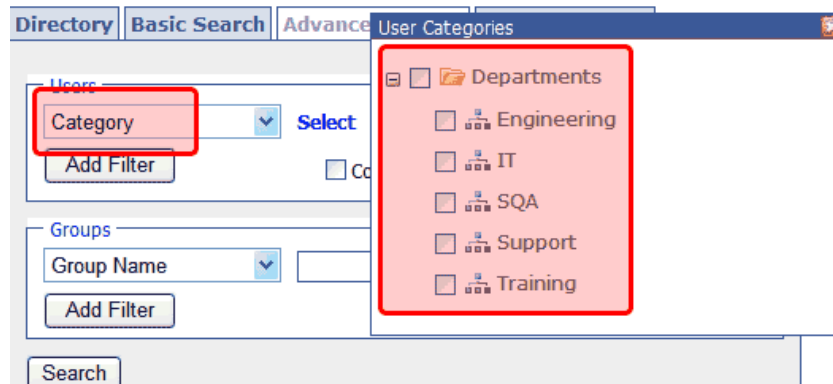 Directory Basic Search Advance
User Categories
Users
Category Select
Add Filter Co
Departments
Engineering
IT
SQA
Support
Training
Groups
Group Name
Add Filter
Search